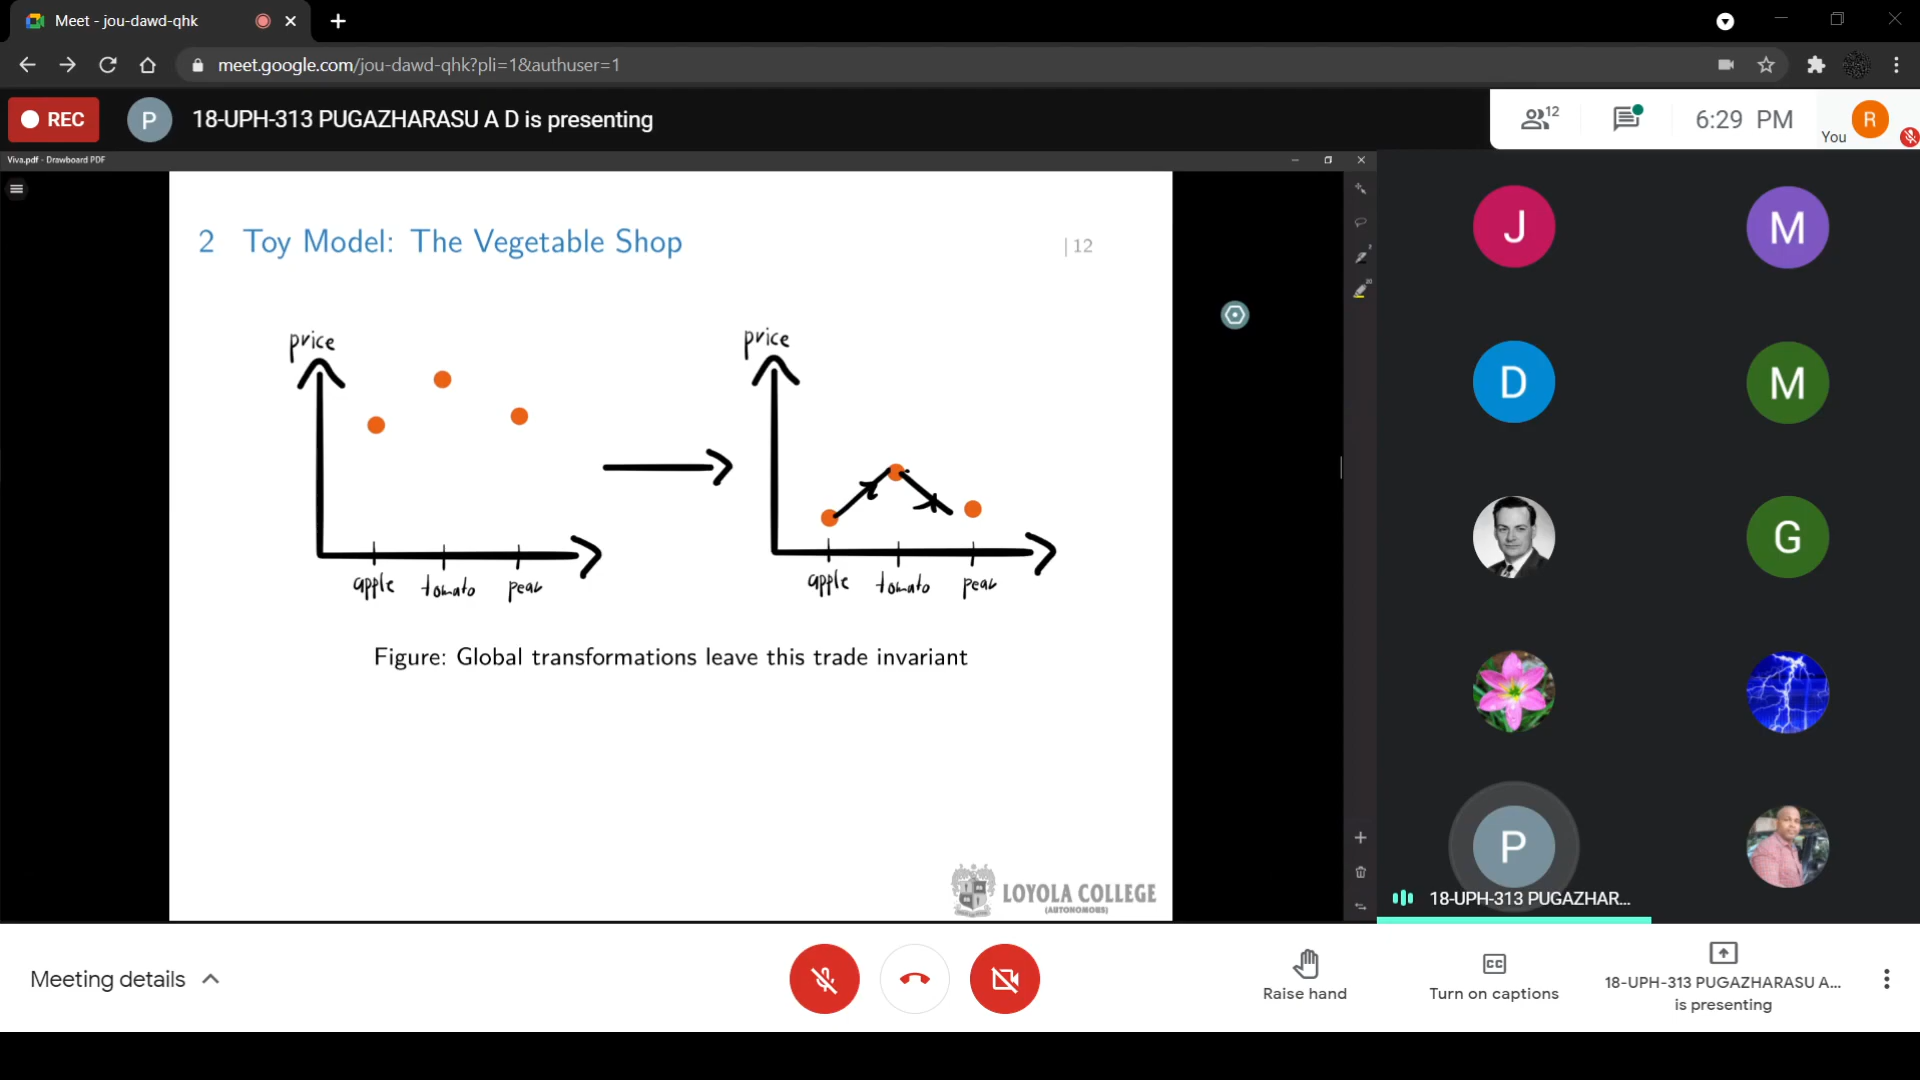 Meet - jou-dawd-qhk
meet.google.com/jou-dawd-qhk?pli=1&authuser=1
REC
P
18-UPH-313 PUGAZHARASU A D is presenting
12
6:29 PM
You
R
Viva.pdf - Drawboard PDF
2 Toy Model: The Vegetable Shop
|12
price
apple tomato pear
price
apple tomato pear
Figure: Global transformations leave this trade invariant
LOYOLA COLLEGE
(AUTONOMOUS)
J
M
D
M
G
P
18-UPH-313 PUGAZHAR...
Meeting details
Raise hand
CC
Turn on captions
18-UPH-313 PUGAZHARASU A...
is presenting